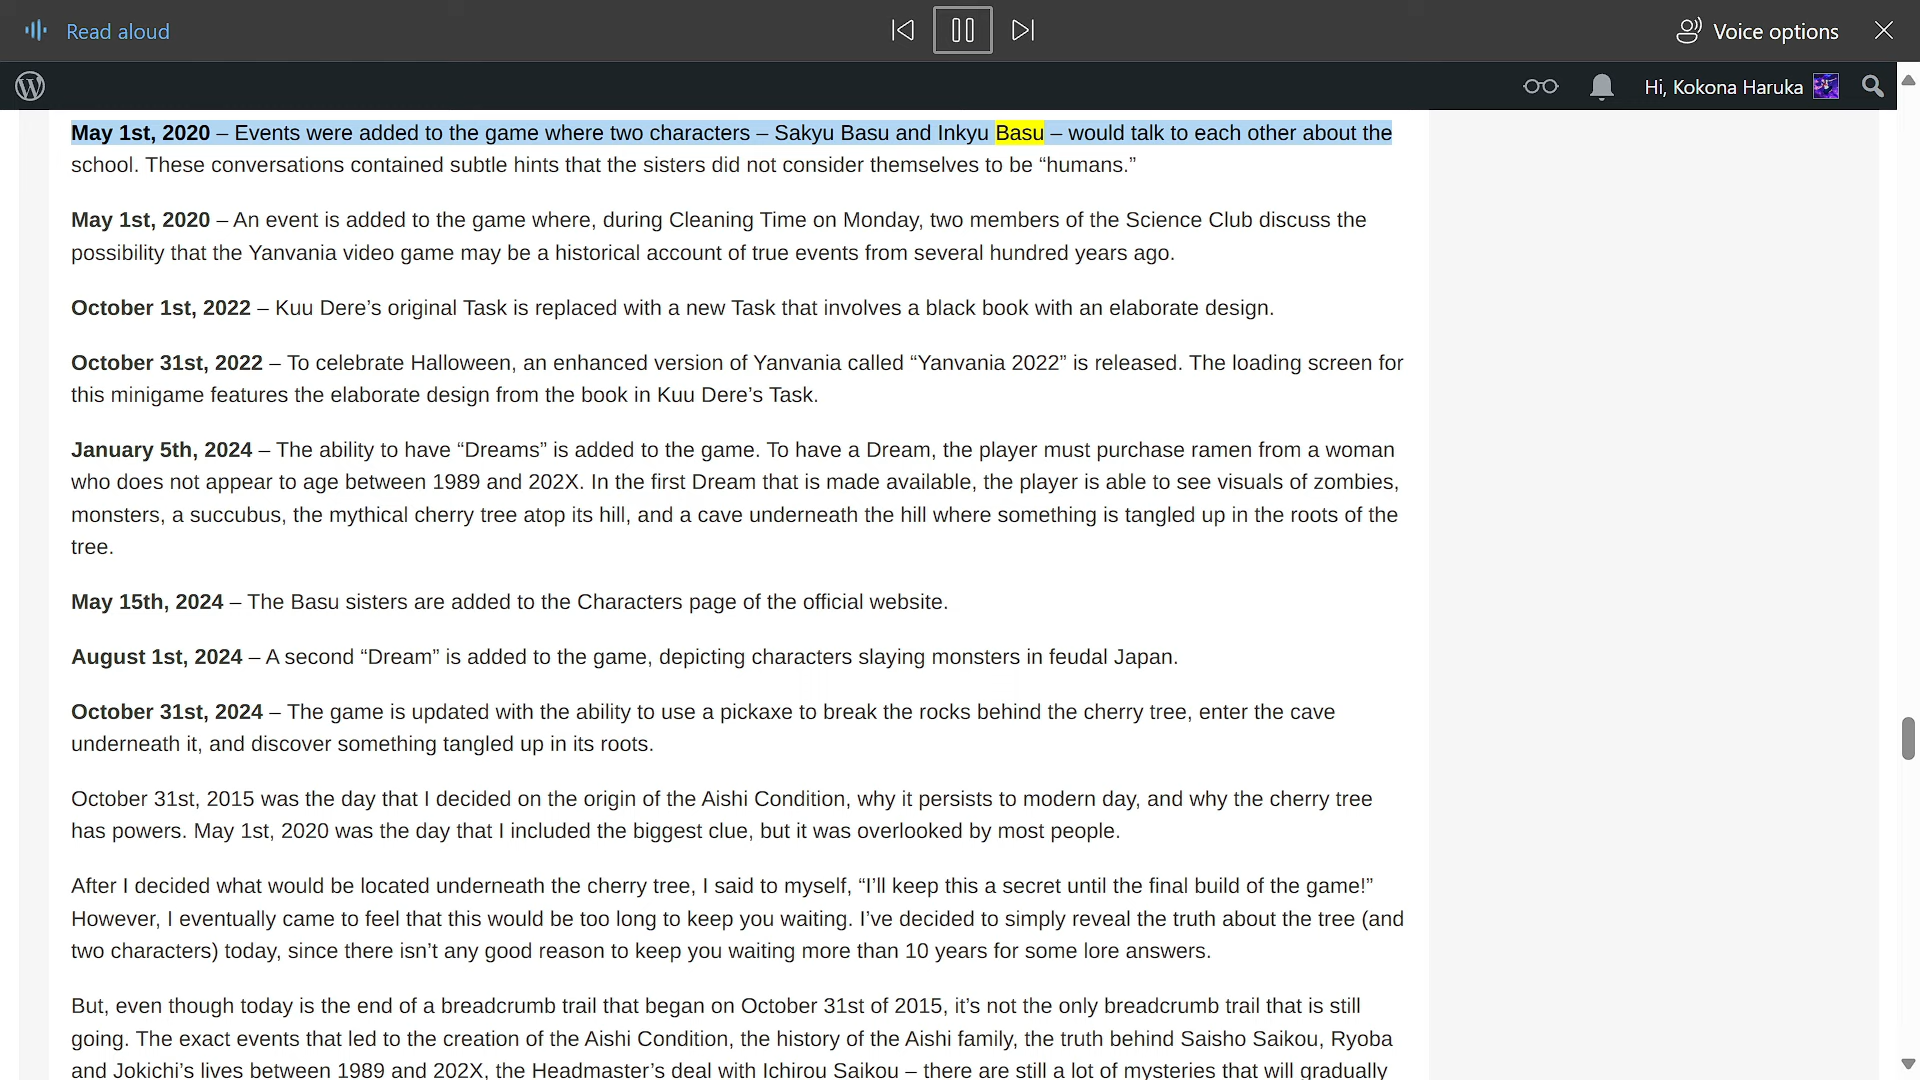 Read aloud
Voice options
Hi, Kokona Haruka
May 1st, 2020 – Events were added to the game where two characters – Sakyu Basu and Inkyu Basu – would talk to each other about the
school. These conversations contained subtle hints that the sisters did not consider themselves to be “humans.”
May 1st, 2020 – An event is added to the game where, during Cleaning Time on Monday, two members of the Science Club discuss the
possibility that the Yanvania video game may be a historical account of true events from several hundred years ago.
October 1st, 2022 – Kuu Dere’s original Task is replaced with a new Task that involves a black book with an elaborate design.
October 31st, 2022 – To celebrate Halloween, an enhanced version of Yanvania called “Yanvania 2022” is released. The loading screen for
this minigame features the elaborate design from the book in Kuu Dere’s Task.
January 5th, 2024 – The ability to have “Dreams” is added to the game. To have a Dream, the player must purchase ramen from a woman
who does not appear to age between 1989 and 202X. In the first Dream that is made available, the player is able to see visuals of zombies,
monsters, a succubus, the mythical cherry tree atop its hill, and a cave underneath the hill where something is tangled up in the roots of the
tree.
May 15th, 2024 – The Basu sisters are added to the Characters page of the official website.
August 1st, 2024 – A second “Dream” is added to the game, depicting characters slaying monsters in feudal Japan.
October 31st, 2024 – The game is updated with the ability to use a pickaxe to break the rocks behind the cherry tree, enter the cave
underneath it, and discover something tangled up in its roots.
October 31st, 2015 was the day that I decided on the origin of the Aishi Condition, why it persists to modern day, and why the cherry tree
has powers. May 1st, 2020 was the day that I included the biggest clue, but it was overlooked by most people.
After I decided what would be located underneath the cherry tree, I said to myself, “I’ll keep this a secret until the final build of the game!”
However, I eventually came to feel that this would be too long to keep you waiting. I’ve decided to simply reveal the truth about the tree (and
two characters) today, since there isn’t any good reason to keep you waiting more than 10 years for some lore answers.
But, even though today is the end of a breadcrumb trail that began on October 31st of 2015, it’s not the only breadcrumb trail that is still
going. The exact events that led to the creation of the Aishi Condition, the history of the Aishi family, the truth behind Saisho Saikou, Ryoba
and Jokichi’s lives between 1989 and 202X, the Headmaster’s deal with Ichirou Saikou – there are still a lot of mysteries that will gradually